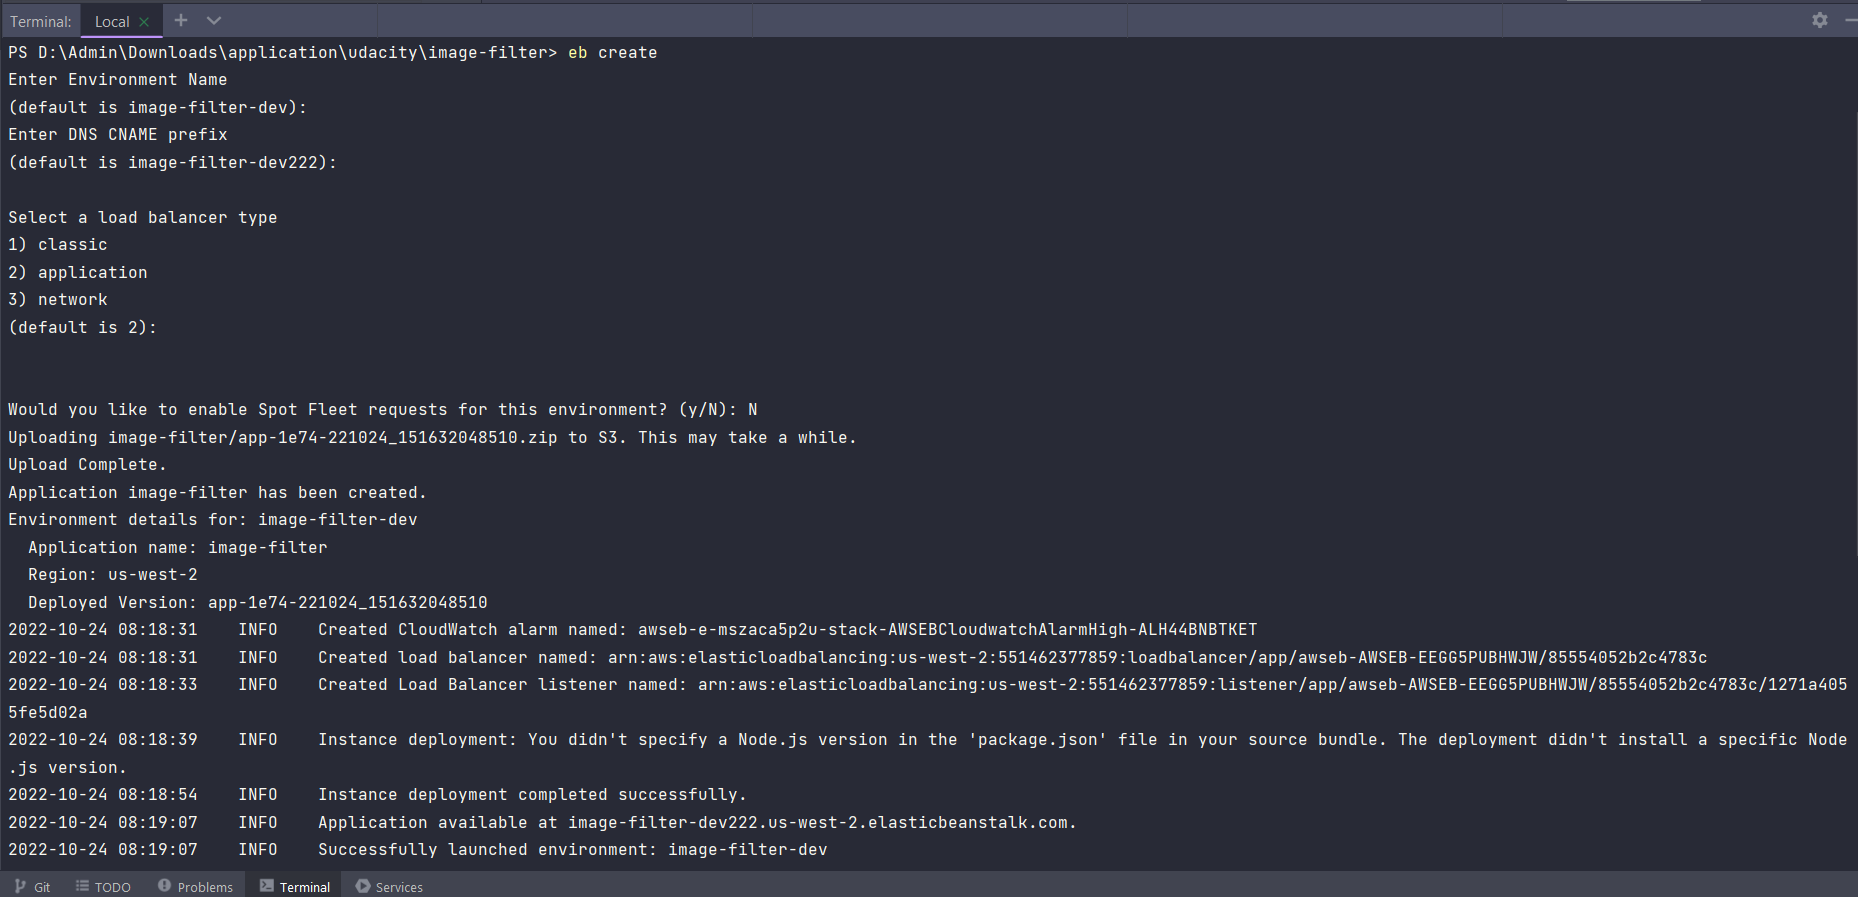 Terminal: Local
PS D:\Admin\Downloads\application\udacity\image-filter> eb create
Enter Environment Name
(default is image-filter-dev):
Enter DNS CNAME prefix
(default is image-filter-dev222):
Select a load balancer type
1) classic
2) application
3) network
(default is 2):
Would you like to enable Spot Fleet requests for this environment? (y/N): N
Uploading image-filter/app-1e74-221024_151632048510.zip to S3. This may take a while.
Upload Complete.
Application image-filter has been created.
Environment details for: image-filter-dev
  Application name: image-filter
  Region: us-west-2
  Deployed Version: app-1e74-221024_151632048510
2022-10-24 08:18:31    INFO    Created CloudWatch alarm named: awseb-e-mszaca5p2u-stack-AWSEBCloudwatchAlarmHigh-ALH44BNBTKET
2022-10-24 08:18:31    INFO    Created load balancer named: arn:aws:elasticloadbalancing:us-west-2:551462377859:loadbalancer/app/awseb-AWSEB-EEGG5PUBHWJW/85554052b2c4783c
2022-10-24 08:18:33    INFO    Created Load Balancer listener named: arn:aws:elasticloadbalancing:us-west-2:551462377859:listener/app/awseb-AWSEB-EEGG5PUBHWJW/85554052b2c4783c/1271a405
5fe5d02a
2022-10-24 08:18:39    INFO    Instance deployment: You didn't specify a Node.js version in the 'package.json' file in your source bundle. The deployment didn't install a specific Node
.js version.
2022-10-24 08:18:54    INFO    Instance deployment completed successfully.
2022-10-24 08:19:07    INFO    Application available at image-filter-dev222.us-west-2.elasticbeanstalk.com.
2022-10-24 08:19:07    INFO    Successfully launched environment: image-filter-dev
Git TODO Problems Terminal Services